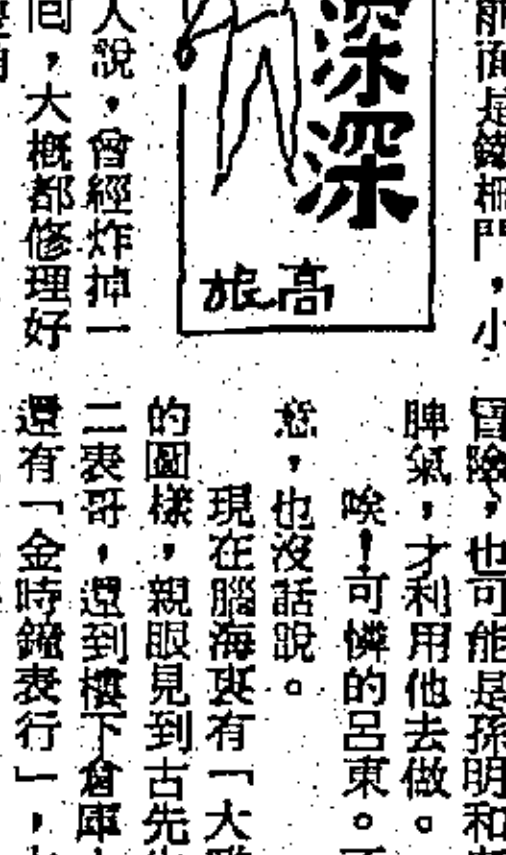 前面是鐵柵門，小
深深
高旅
人說，曾經炸掉一
間，大概都修理好
冒險，也可能是孫明和
脾氣，才利用他去做。
唉！可憐的呂東。
意，也沒話說。
現在腦海裏有「大
的圖樣，親眼見到古先生
二表哥，還到樓下倉庫
還有「金時鐘表行」，